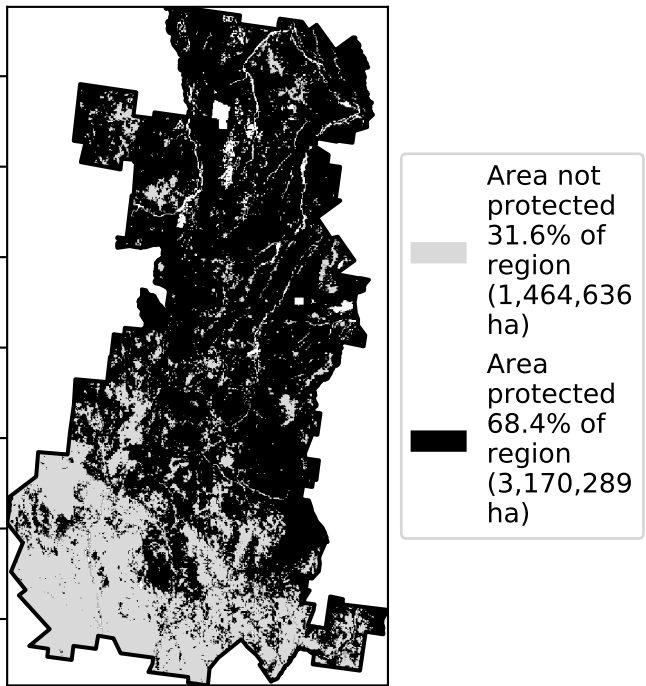 Area not
protected
31.6% of
region
(1,464,636
ha)
Area
protected
68.4% of
region
(3,170,289
ha)